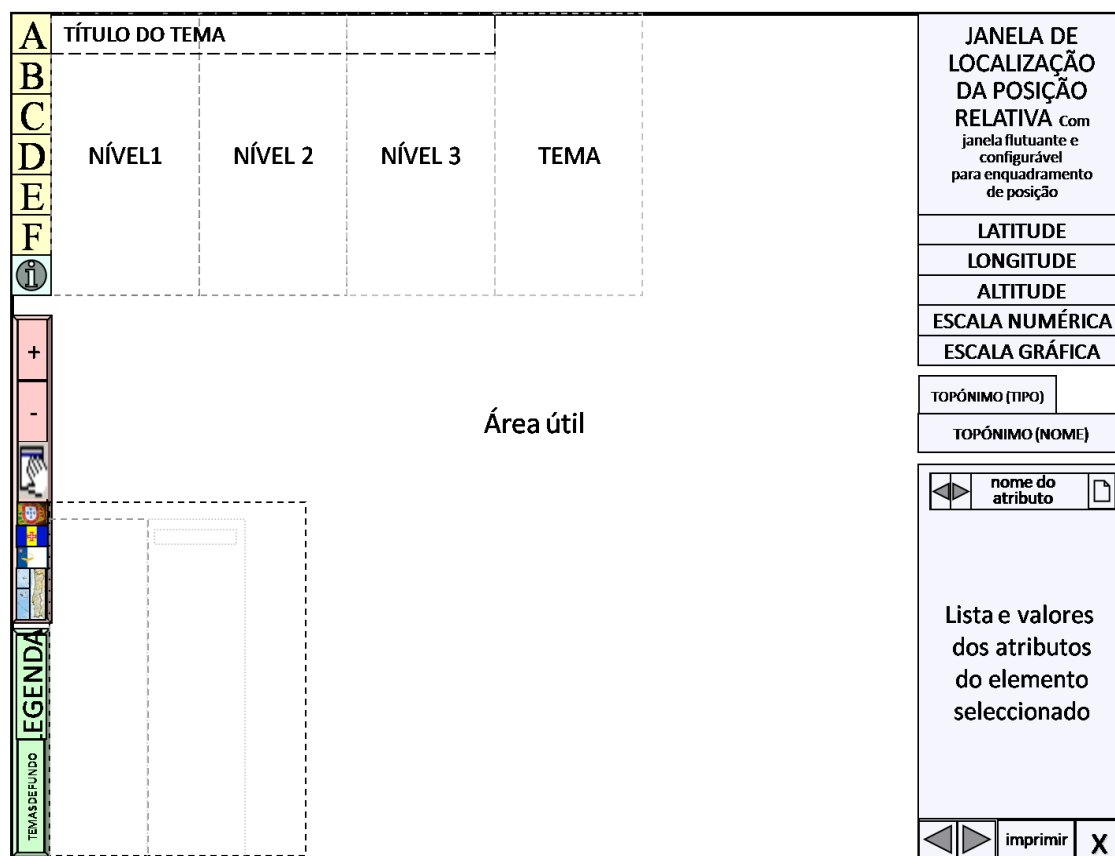 A
TÍTULO DO TEMA
B
C
D
E
F
i
NÍVEL1
NÍVEL 2
NÍVEL 3
TEMA
+
-
LEGENDA
TEMAS DE FUNDO
Área útil
JANELA DE
LOCALIZAÇÃO
DA POSIÇÃO
RELATIVA Com
janela flutuante e
configurável
para enquadramento
de posição
LATITUDE
LONGITUDE
ALTITUDE
ESCALA NUMÉRICA
ESCALA GRÁFICA
TOPÓNIMO (TIPO)
TOPÓNIMO (NOME)
nome do
atributo
Lista e valores
dos atributos
do elemento
seleccionado
imprimir
X